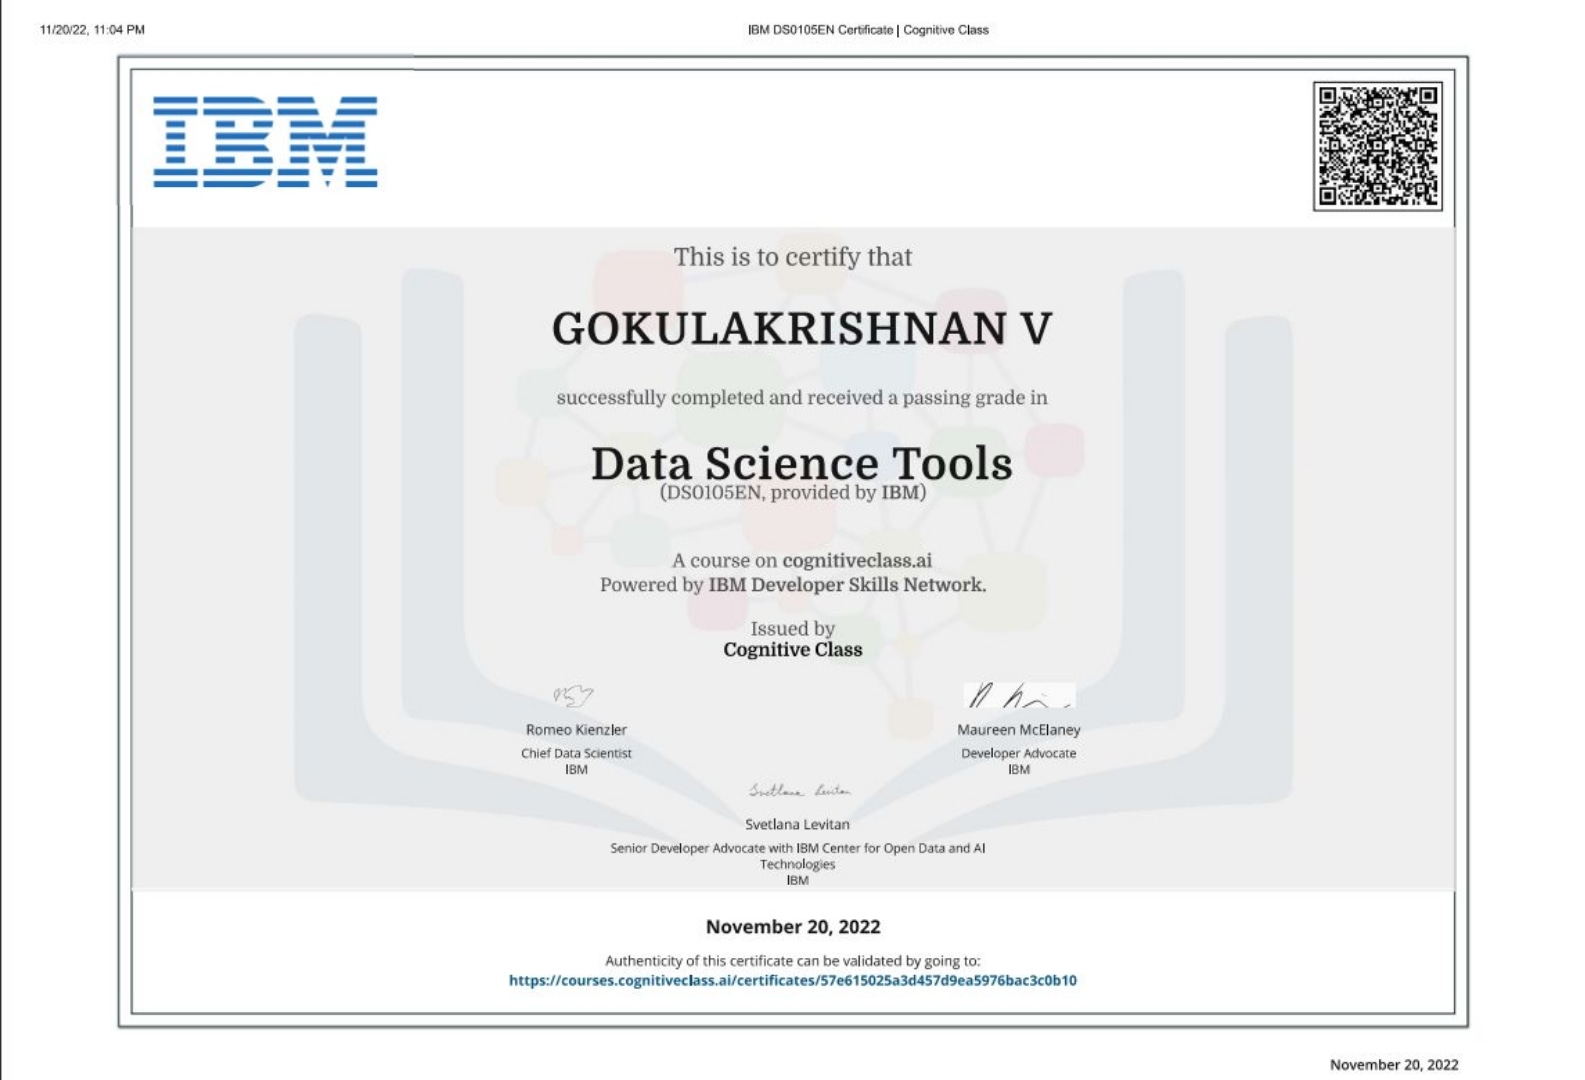 11/20/22, 11:04 PM
IBM DS0105EN Certificate | Cognitive Class
IBM
This is to certify that
GOKULAKRISHNAN V
successfully completed and received a passing grade in
Data Science Tools
(DS0105EN, provided by IBM)
A course on cognitiveclass.ai
Powered by IBM Developer Skills Network.
Issued by
Cognitive Class
Romeo Kienzler
Chief Data Scientist
IBM
Maureen McElaney
Developer Advocate
IBM
Svetlana Levitan
Svetlana Levitan
Senior Developer Advocate with IBM Center for Open Data and AI
Technologies
IBM
November 20, 2022
Authenticity of this certificate can be validated by going to:
https://courses.cognitiveclass.ai/certificates/57e615025a3d457d9ea5976bac3c0b10
November 20, 2022